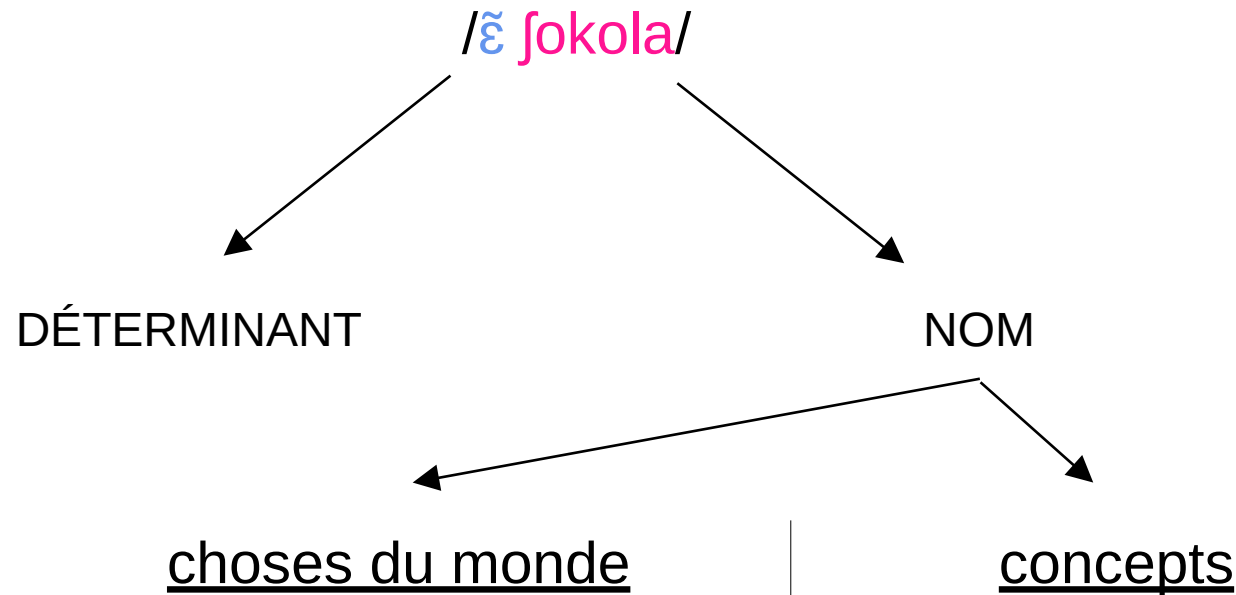 /ɛ̃ ʃokola/
DÉTERMINANT NOM
choses du monde concepts